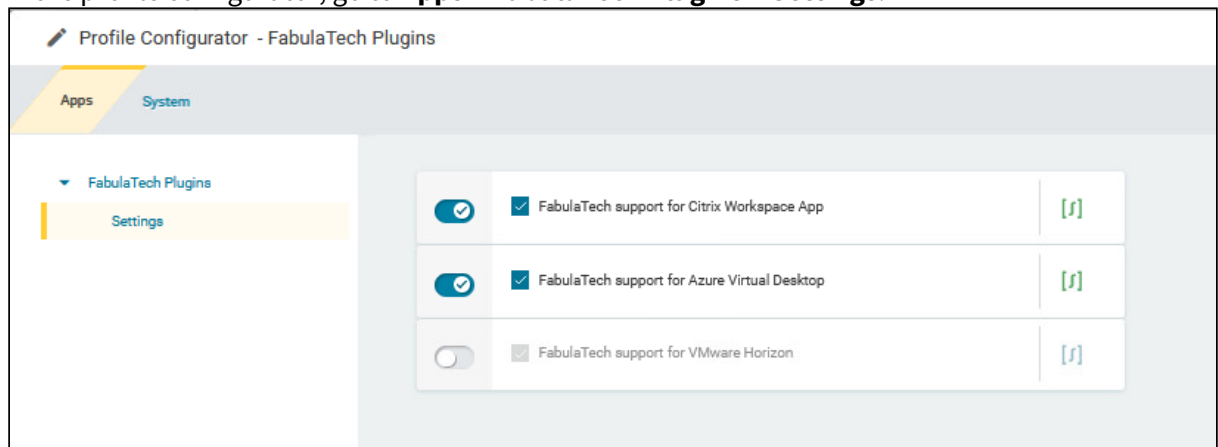 Profile Configurator - FabulaTech Plugins
Apps System
FabulaTech Plugins
Settings
FabulaTech support for Citrix Workspace App [ʃ]
FabulaTech support for Azure Virtual Desktop [ʃ]
FabulaTech support for VMware Horizon [ʃ]